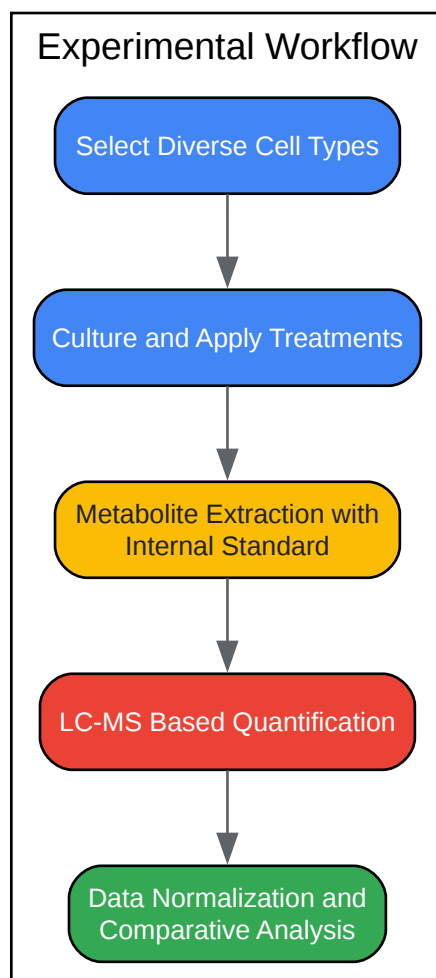 Experimental Workflow
Select Diverse Cell Types
Culture and Apply Treatments
Metabolite Extraction with
Internal Standard
LC-MS Based Quantification
Data Normalization and
Comparative Analysis